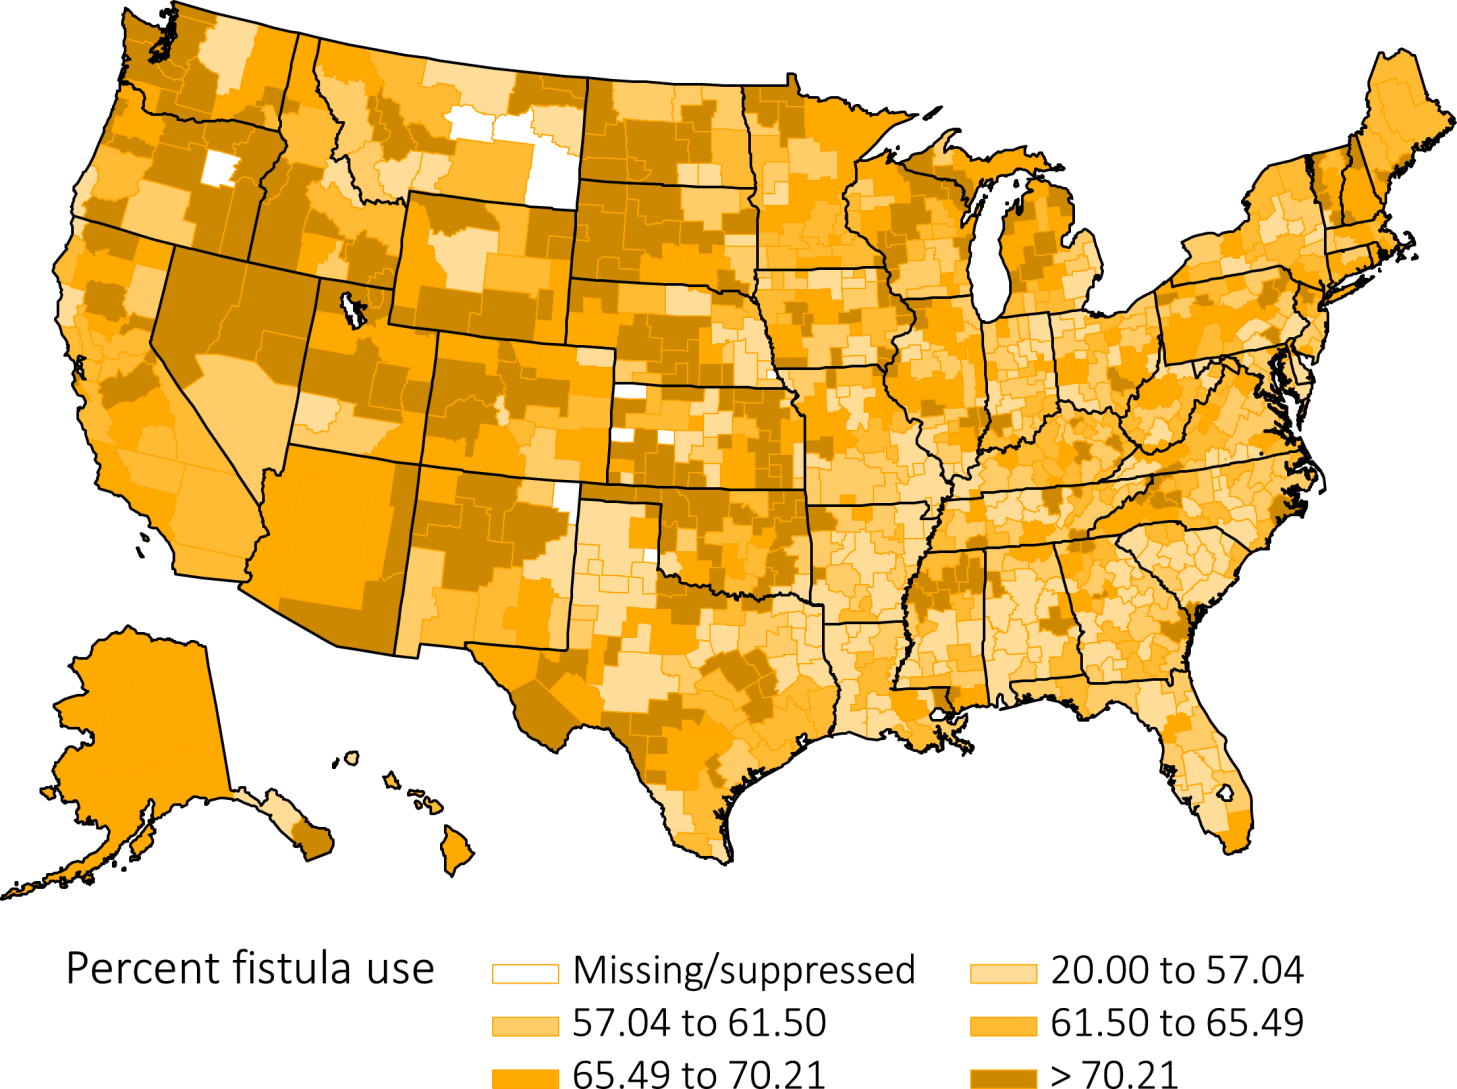 Percent fistula use
Missing/suppressed
20.00 to 57.04
57.04 to 61.50
61.50 to 65.49
65.49 to 70.21
> 70.21